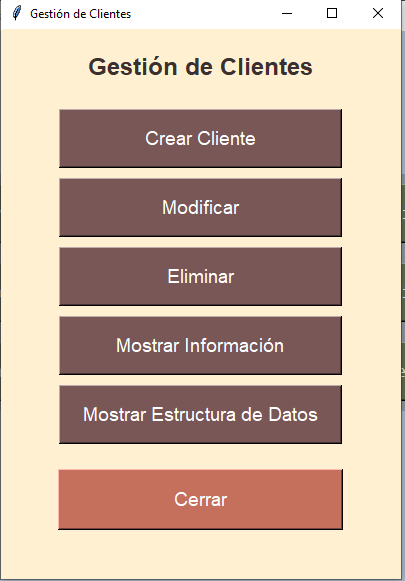 Gestión de Clientes
Gestión de Clientes
Crear Cliente
Modificar
Eliminar
Mostrar Información
Mostrar Estructura de Datos
Cerrar